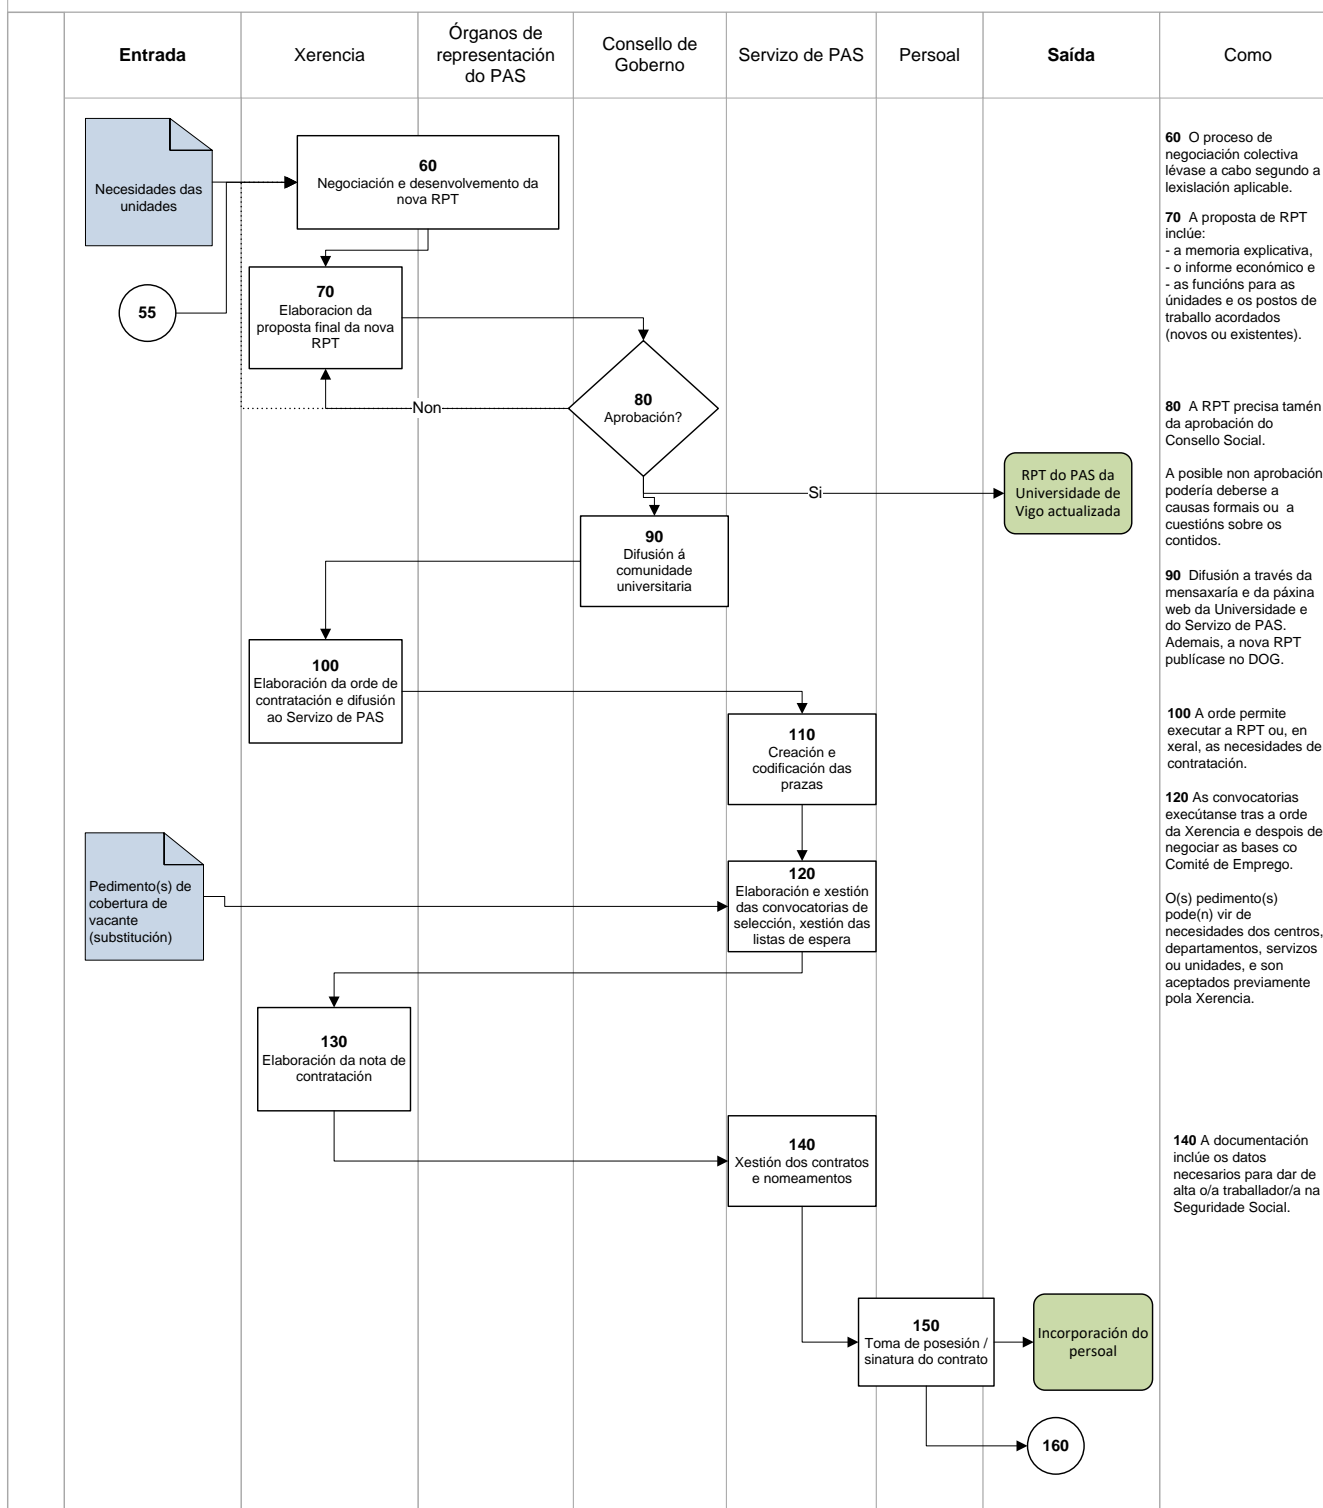 Entrada
Xerencia
Órganos de
representación
do PAS
Consello de
Goberno
Servizo de PAS
Persoal
Saída
Como
Necesidades das
unidades
55
60
Negociación e desenvolvemento da
nova RPT
70
Elaboracion da
proposta final da nova
RPT
80
Aprobación?
Non
Si
RPT do PAS da
Universidade de
Vigo actualizada
90
Difusión á
comunidade
universitaria
100
Elaboración da orde de
contratación e difusión
ao Servizo de PAS
110
Creación e
codificación das
prazas
Pedimento(s) de
cobertura de
vacante
(substitución)
120
Elaboración e xestión
das convocatorias de
selección, xestión das
listas de espera
130
Elaboración da nota de
contratación
140
Xestión dos contratos
e nomeamentos
150
Toma de posesión /
sinatura do contrato
Incorporación do
persoal
160
60 O proceso de
negociación colectiva
lévase a cabo segundo a
lexislación aplicable.
70 A proposta de RPT
inclúe:
- a memoria explicativa,
- o informe económico e
- as funcións para as
únidades e os postos de
traballo acordados
(novos ou existentes).
80 A RPT precisa tamén
da aprobación do
Consello Social.
A posible non aprobación
podería deberse a
causas formais ou a
cuestións sobre os
contidos.
90 Difusión a través da
mensaxaría e da páxina
web da Universidade e
do Servizo de PAS.
Ademais, a nova RPT
publícase no DOG.
100 A orde permite
executar a RPT ou, en
xeral, as necesidades de
contratación.
120 As convocatorias
execútanse tras a orde
da Xerencia e despois de
negociar as bases co
Comité de Emprego.
O(s) pedimento(s)
pode(n) vir de
necesidades dos centros,
departamentos, servizos
ou unidades, e son
aceptados previamente
pola Xerencia.
140 A documentación
inclúe os datos
necesarios para dar de
alta o/a traballador/a na
Seguridade Social.